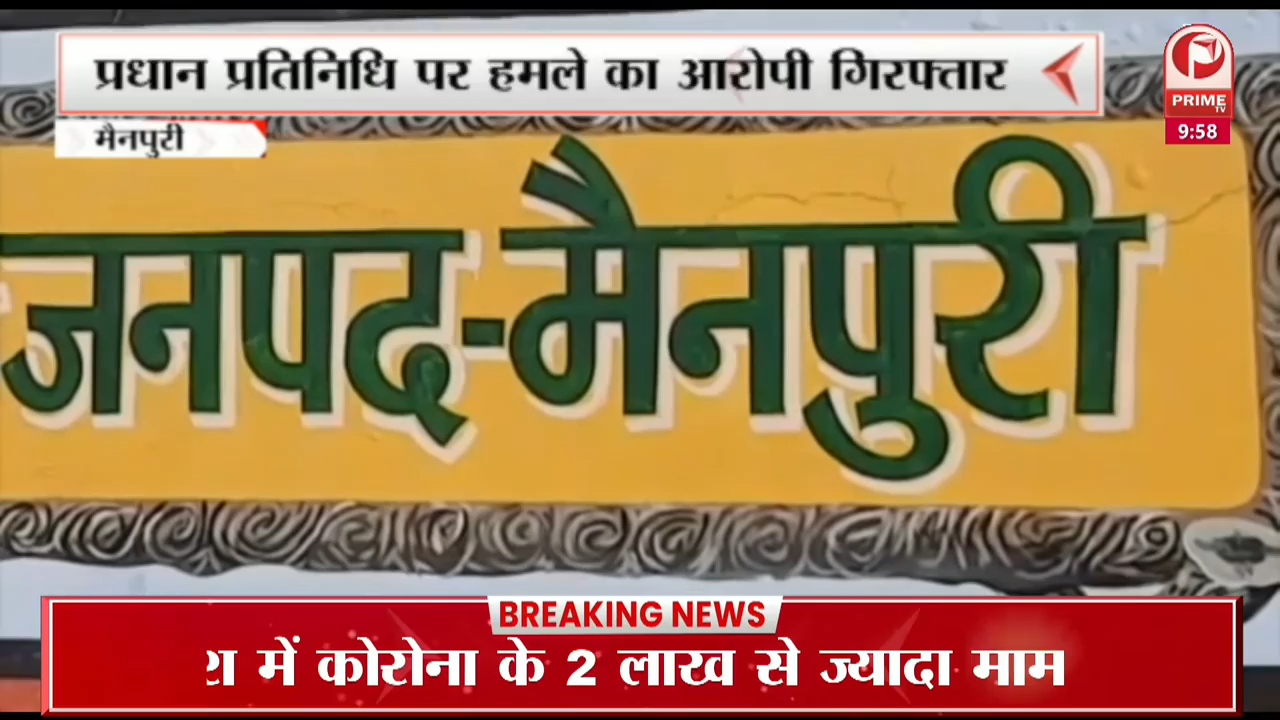 प्रधान प्रतिनिधि पर हमले का आरोपी गिरफ्तार
PRIME
TV
9:58
मैनपुरी
जनपद-मैनपुरी
BREAKING NEWS
में कोरोना के 2 लाख से ज्यादा माम